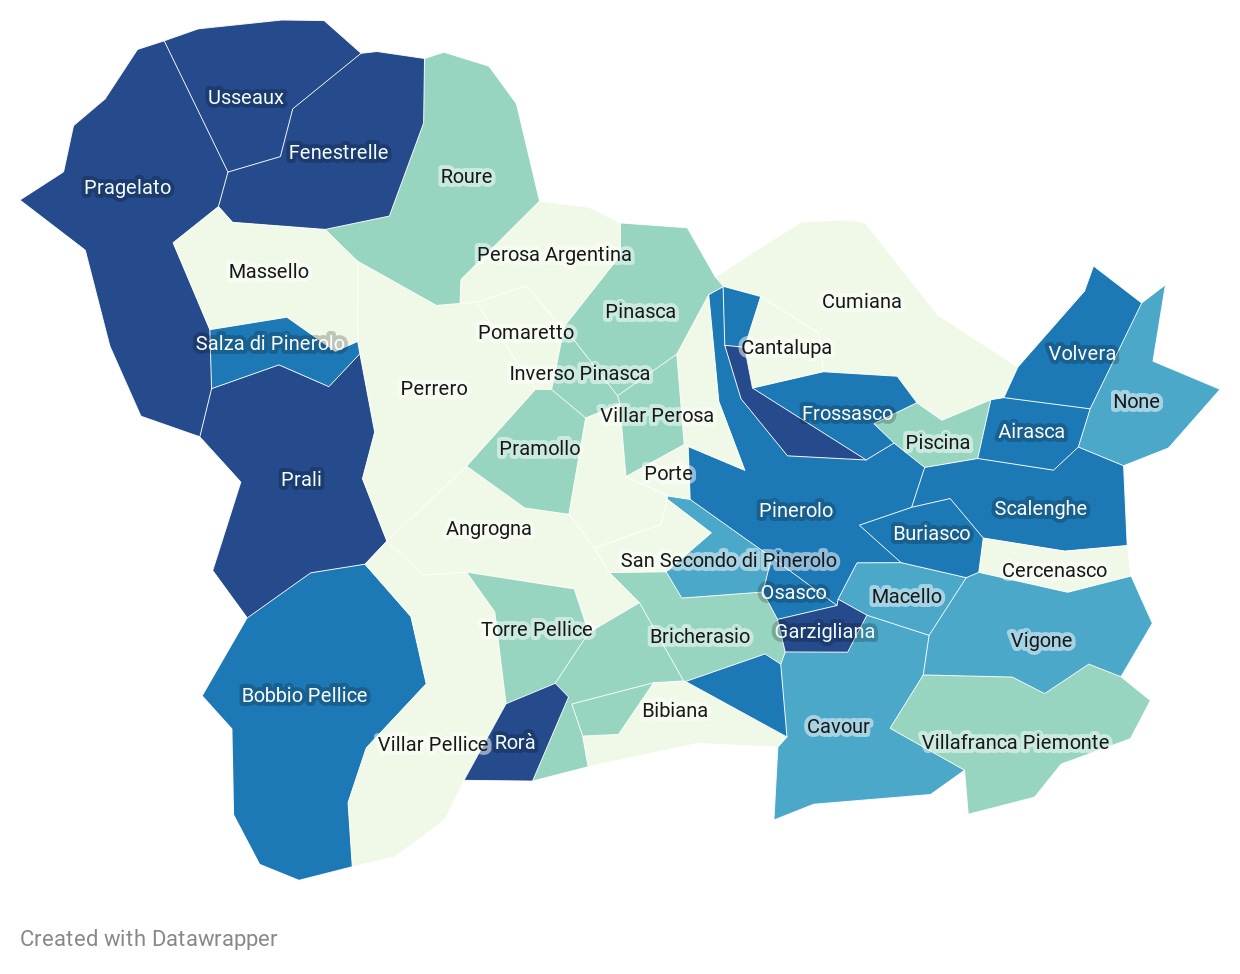 Usseaux
Fenestrelle
Roure
Pragelato
Perosa Argentina
Massello
Cumiana
Pinasca
Pomaretto
Salza di Pinerolo
Cantalupa
Volvera
Inverso Pinasca
Perrero
None
Villar Perosa
Frossasco
Airasca
Piscina
Pramollo
Porte
Prali
Scalenghe
Pinerolo
Angrogna
Buriasco
San Secondo di Pinerolo
Cercenasco
Osasco
Macello
Torre Pellice
Garzigliana
Bricherasio
Vigone
Bobbio Pellice
Bibiana
Cavour
Villar Pellice
Rorà
Villafranca Piemonte
Created with Datawrapper